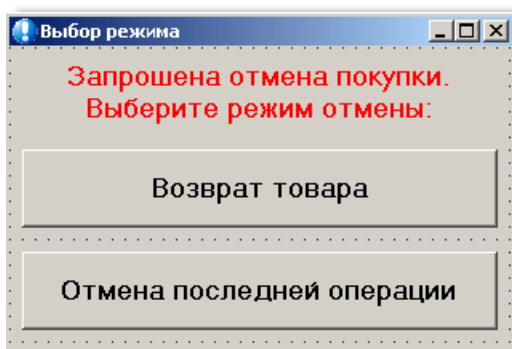 Выбор режима
Запрошена отмена покупки.
Выберите режим отмены:
Возврат товара
Отмена последней операции